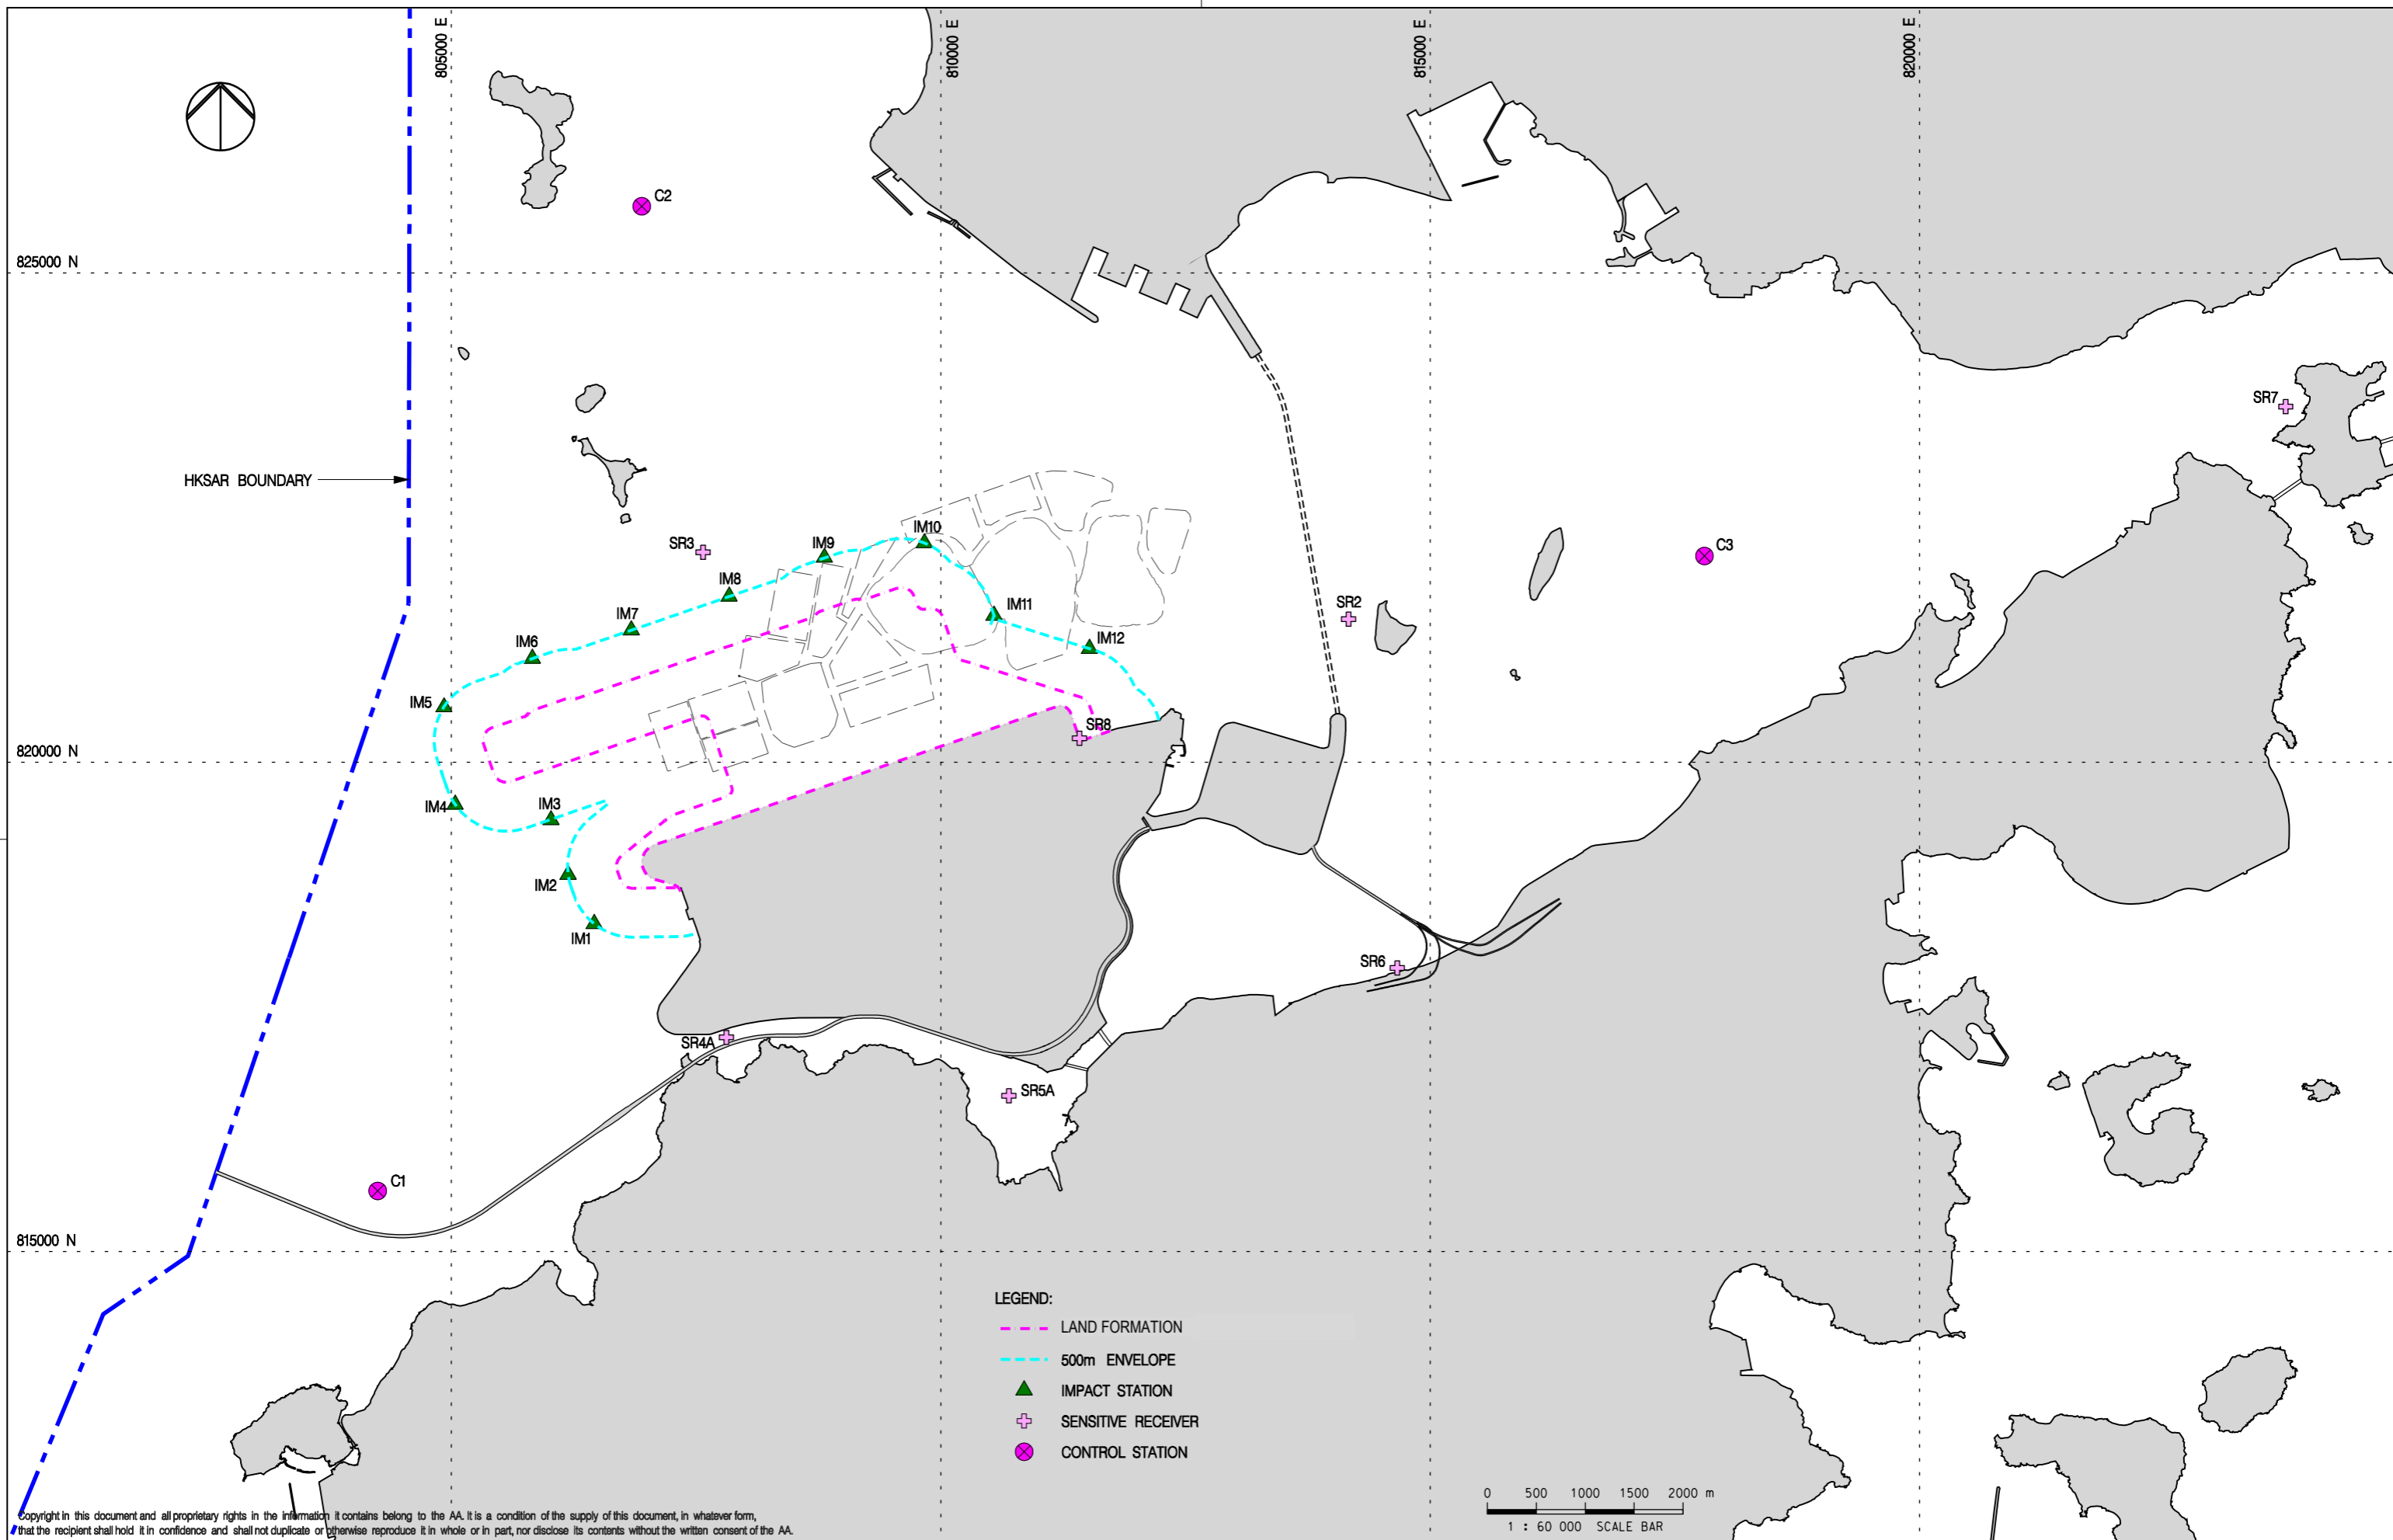 805000 E
810000 E
815000 E
820000 E
C2
825000 N
SR7
HKSAR BOUNDARY
IM10
SR3
IM9
C3
IM8
SR2
IM7
IM11
IM12
IM6
IM5
SR8
820000 N
IM4
IM3
IM2
IM1
SR6
SR4A
SR5A
C1
815000 N
LEGEND:
LAND FORMATION
500m ENVELOPE
IMPACT STATION
SENSITIVE RECEIVER
CONTROL STATION
0 500 1000 1500 2000 m
1 : 60 000 SCALE BAR
Copyright in this document and all proprietary rights in the information it contains belong to the AA. It is a condition of the supply of this document, in whatever form,
that the recipient shall hold it in confidence and shall not duplicate or otherwise reproduce it in whole or in part, nor disclose its contents without the written consent of the AA.